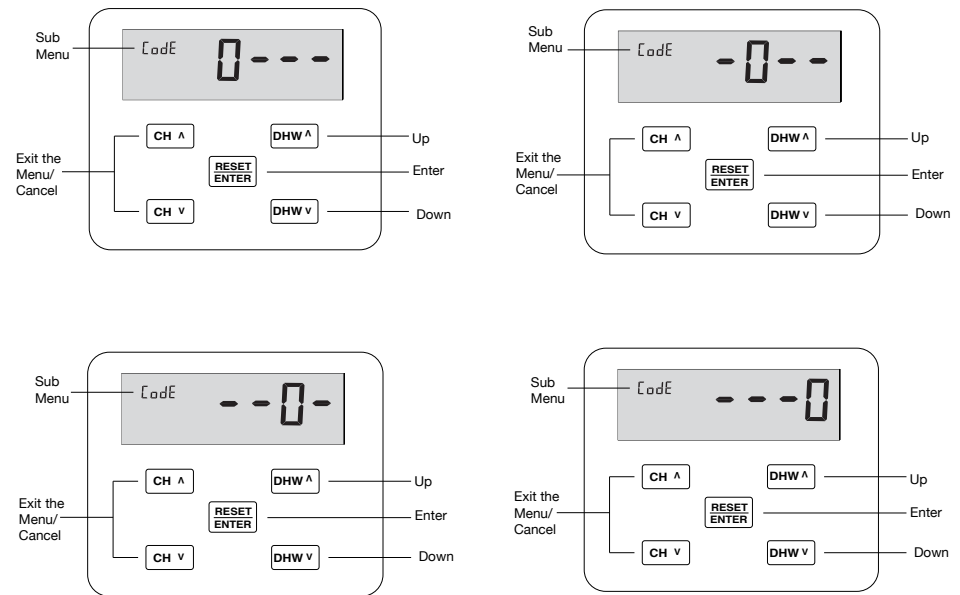 Sub
Menu
CodE
0---
CH ^
DHW ^
Up
Exit the
Menu/
Cancel
RESET
ENTER
Enter
CH v
DHW v
Down
Sub
Menu
CodE
-0--
CH ^
DHW ^
Up
Exit the
Menu/
Cancel
RESET
ENTER
Enter
CH v
DHW v
Down
Sub
Menu
CodE
--0-
CH ^
DHW ^
Up
Exit the
Menu/
Cancel
RESET
ENTER
Enter
CH v
DHW v
Down
Sub
Menu
CodE
---0
CH ^
DHW ^
Up
Exit the
Menu/
Cancel
RESET
ENTER
Enter
CH v
DHW v
Down